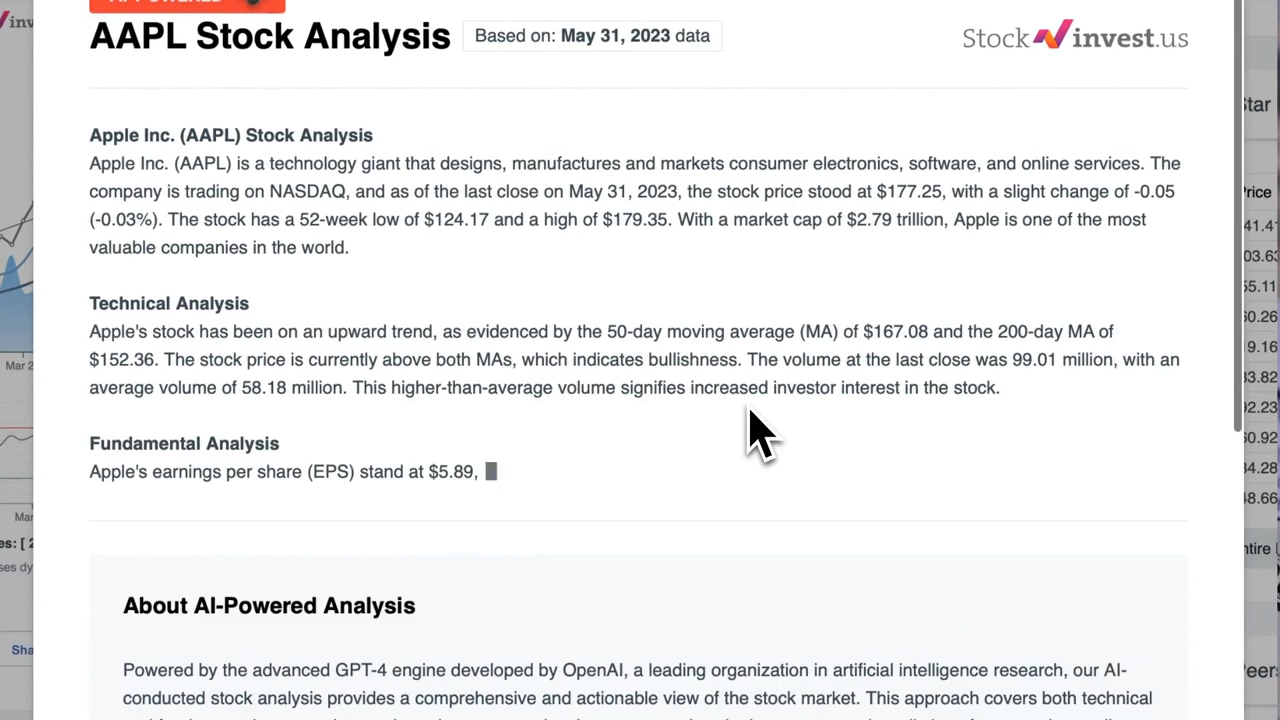 AAPL Stock Analysis
Based on: May 31, 2023 data
Stock invest.us
Apple Inc. (AAPL) Stock Analysis
Apple Inc. (AAPL) is a technology giant that designs, manufactures and markets consumer electronics, software, and online services. The
company is trading on NASDAQ, and as of the last close on May 31, 2023, the stock price stood at $177.25, with a slight change of -0.05
(-0.03%). The stock has a 52-week low of $124.17 and a high of $179.35. With a market cap of $2.79 trillion, Apple is one of the most
valuable companies in the world.
Technical Analysis
Apple's stock has been on an upward trend, as evidenced by the 50-day moving average (MA) of $167.08 and the 200-day MA of
$152.36. The stock price is currently above both MAs, which indicates bullishness. The volume at the last close was 99.01 million, with an
average volume of 58.18 million. This higher-than-average volume signifies increased investor interest in the stock.
Fundamental Analysis
Apple's earnings per share (EPS) stand at $5.89,
About AI-Powered Analysis
Powered by the advanced GPT-4 engine developed by OpenAI, a leading organization in artificial intelligence research, our AI-
conducted stock analysis provides a comprehensive and actionable view of the stock market. This approach covers both technical